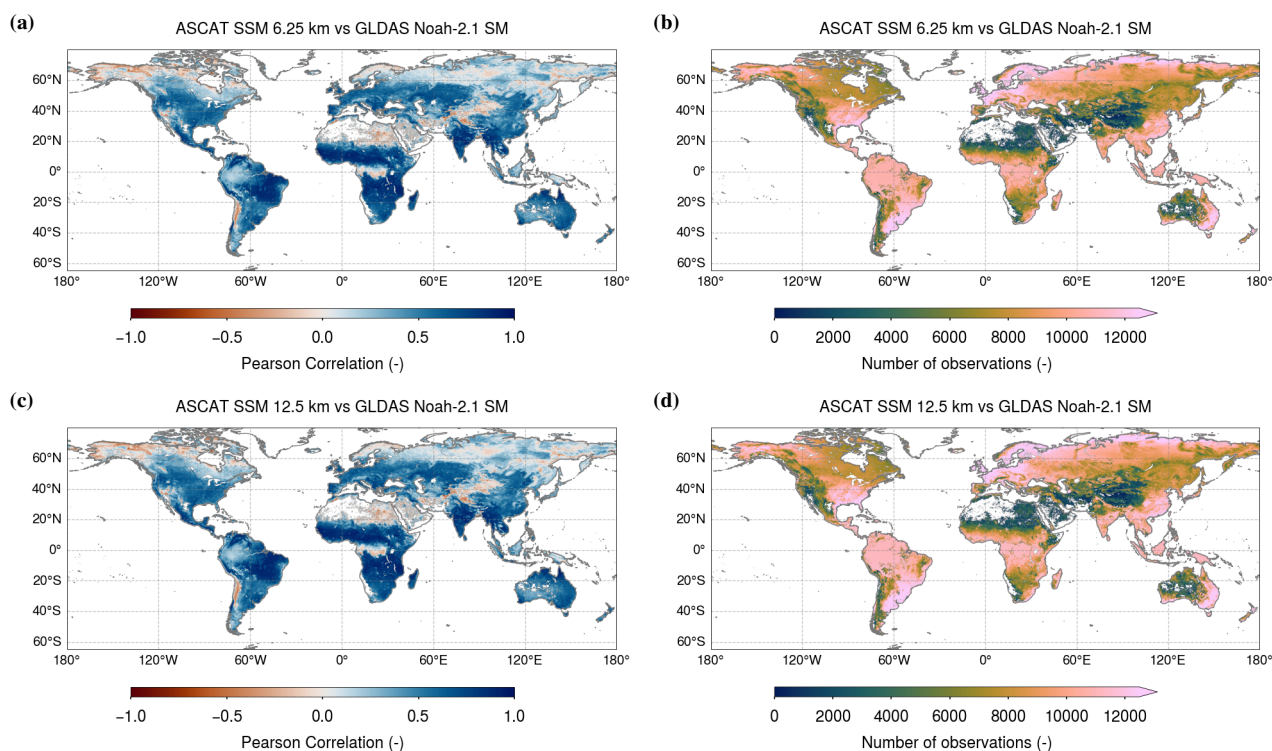 (a)
ASCAT SSM 6.25 km vs GLDAS Noah-2.1 SM
60°N
40°N
20°N
0°
20°S
40°S
60°S
180° 120°W 60°W 0° 60°E 120°E 180°
−1.0 −0.5 0.0 0.5 1.0
Pearson Correlation (-)
(b)
ASCAT SSM 6.25 km vs GLDAS Noah-2.1 SM
60°N
40°N
20°N
0°
20°S
40°S
60°S
180° 120°W 60°W 0° 60°E 120°E 180°
0 2000 4000 6000 8000 10000 12000
Number of observations (-)
(c)
ASCAT SSM 12.5 km vs GLDAS Noah-2.1 SM
60°N
40°N
20°N
0°
20°S
40°S
60°S
180° 120°W 60°W 0° 60°E 120°E 180°
−1.0 −0.5 0.0 0.5 1.0
Pearson Correlation (-)
(d)
ASCAT SSM 12.5 km vs GLDAS Noah-2.1 SM
60°N
40°N
20°N
0°
20°S
40°S
60°S
180° 120°W 60°W 0° 60°E 120°E 180°
0 2000 4000 6000 8000 10000 12000
Number of observations (-)